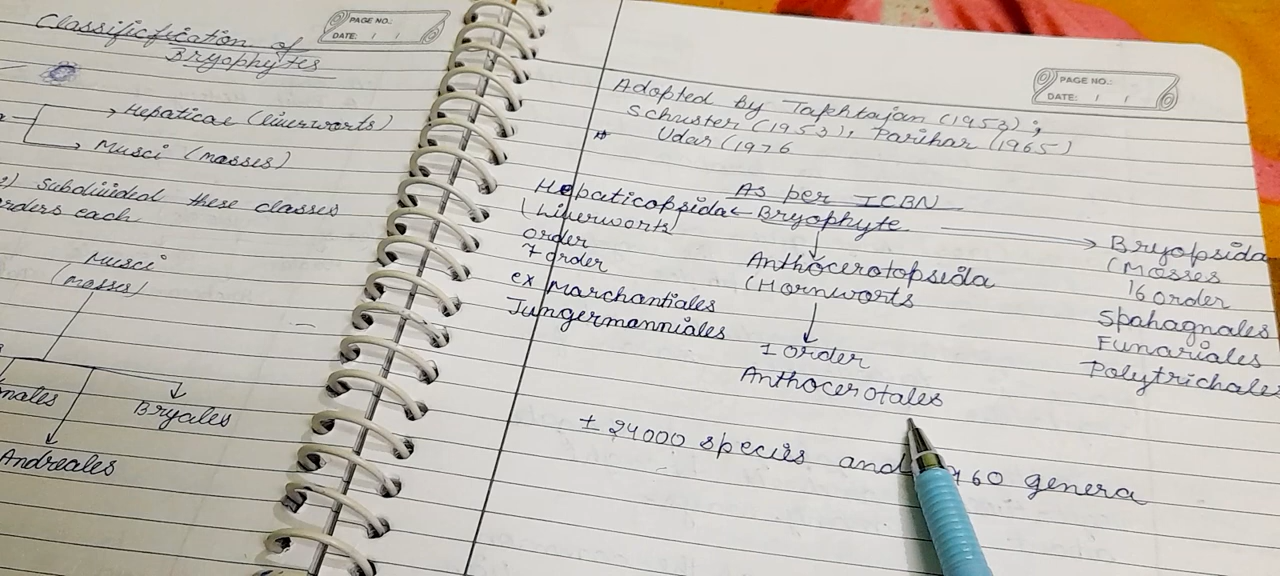 PAGE NO.:
DATE: / /
Classificfication of
Bryophytes
Hepaticae (liverworts)
Musci (mosses)
subdivided these classes
orders each
Musci
(mosses)
Bryales
Andreales
PAGE NO.:
DATE: / /
Adopted by Takhtajan (1953);
Schuster (1953), Parihar (1965)
Udar (1976
As per ICBN
Hepaticopsida ← Bryophyte → Bryopsida
(Liverworts
order
7 order
ex Marchantiales
Jungermanniales
Anthocerotopsida
(Hornworts
1 order
Anthocerotales
(Mosses
16 order
Spahagnales
Funariales
Polytrichales
± 24000 species and 60 genera